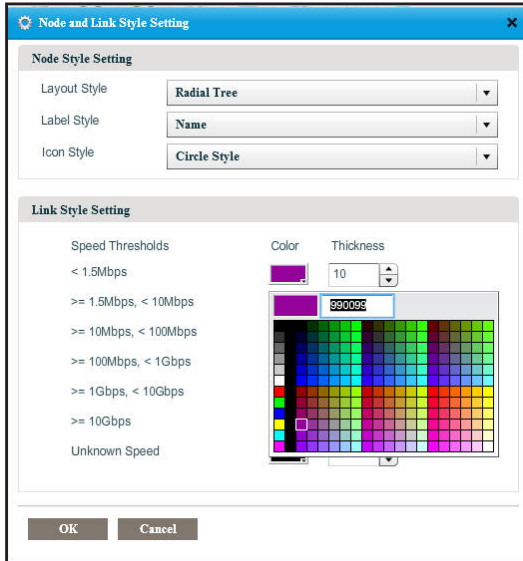 Node and Link Style Setting
Node Style Setting
Layout Style Radial Tree
Label Style Name
Icon Style Circle Style
Link Style Setting
Speed Thresholds Color Thickness
< 1.5Mbps 10
>= 1.5Mbps, < 10Mbps 990099
>= 10Mbps, < 100Mbps
>= 100Mbps, < 1Gbps
>= 1Gbps, < 10Gbps
>= 10Gbps
Unknown Speed
OK Cancel